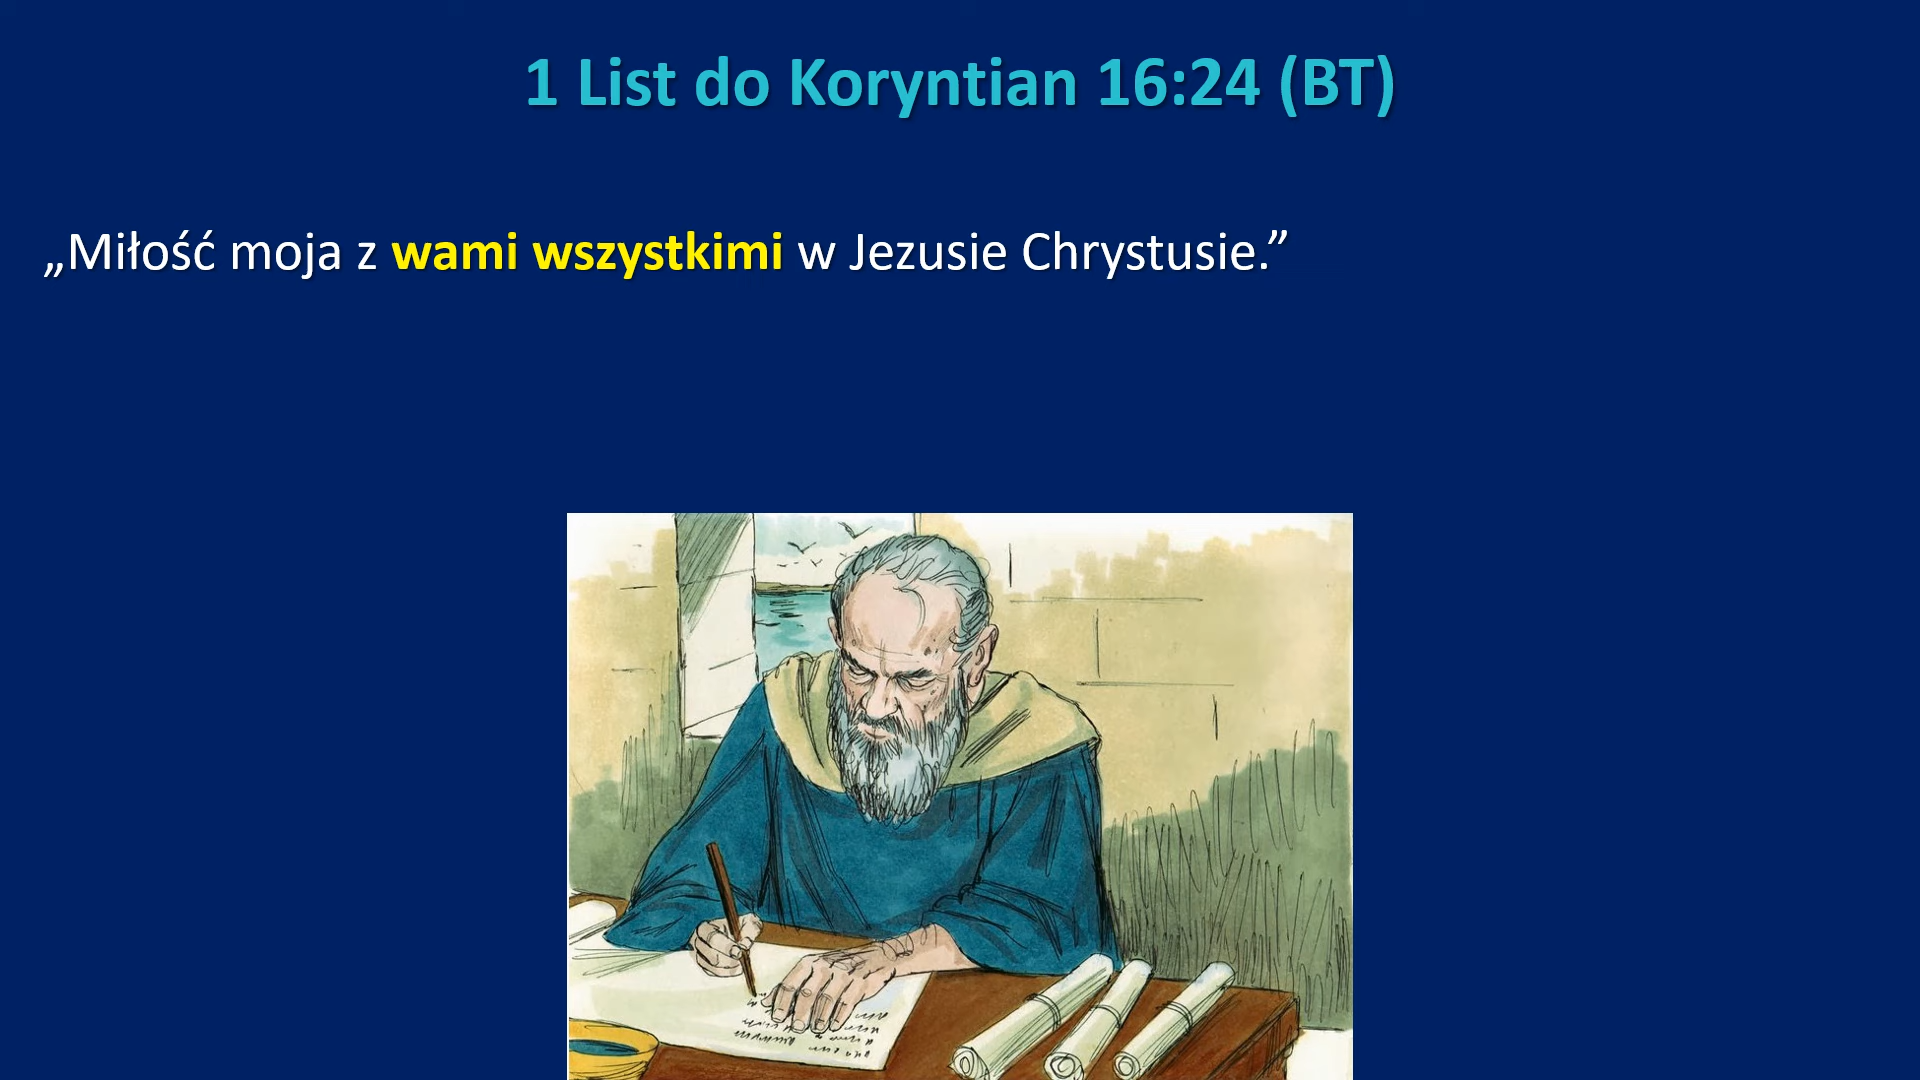 1 List do Koryntian 16:24 (BT)
„Miłość moja z wami wszystkimi w Jezusie Chrystusie.”